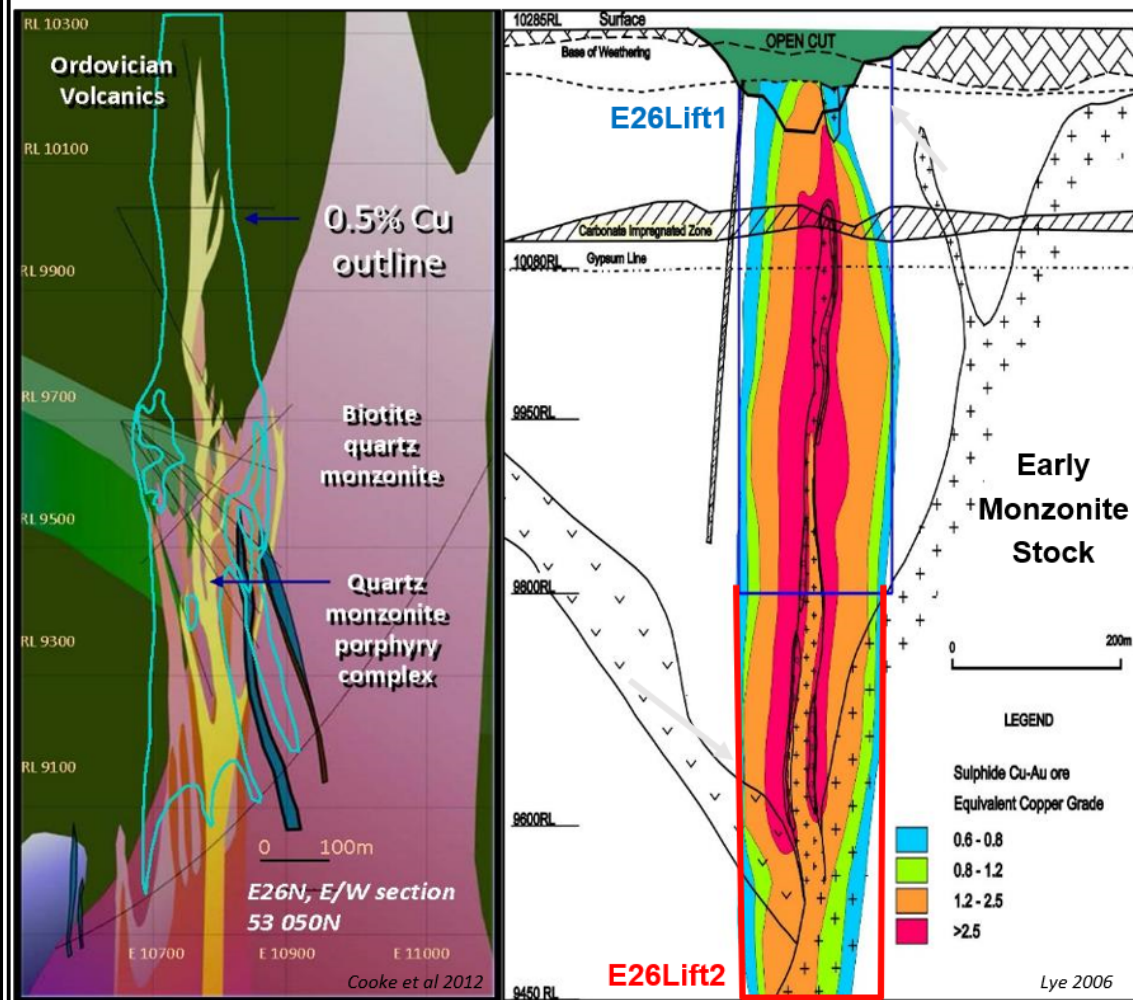 RL 10300
Ordovician
Volcanics
RL 10100
0.5% Cu
outline
RL 9900
RL 9700
Biotite
quartz
monzonite
RL 9500
Quartz
monzonite
porphyry
complex
RL 9300
RL 9100
0 100m
E26N, E/W section
53 050N
E 10700 E 10900 E 11000
Cooke et al 2012
10285RL Surface
OPEN CUT
Base of Weathering
E26Lift1
Carbonate Impregnated Zone
10080RL Gypsum Line
9950RL
Early
Monzonite
Stock
9800RL
0 200m
LEGEND
Sulphide Cu-Au ore
Equivalent Copper Grade
0.6 - 0.8
0.8 - 1.2
1.2 - 2.5
>2.5
9600RL
E26Lift2
9450 RL
Lye 2006